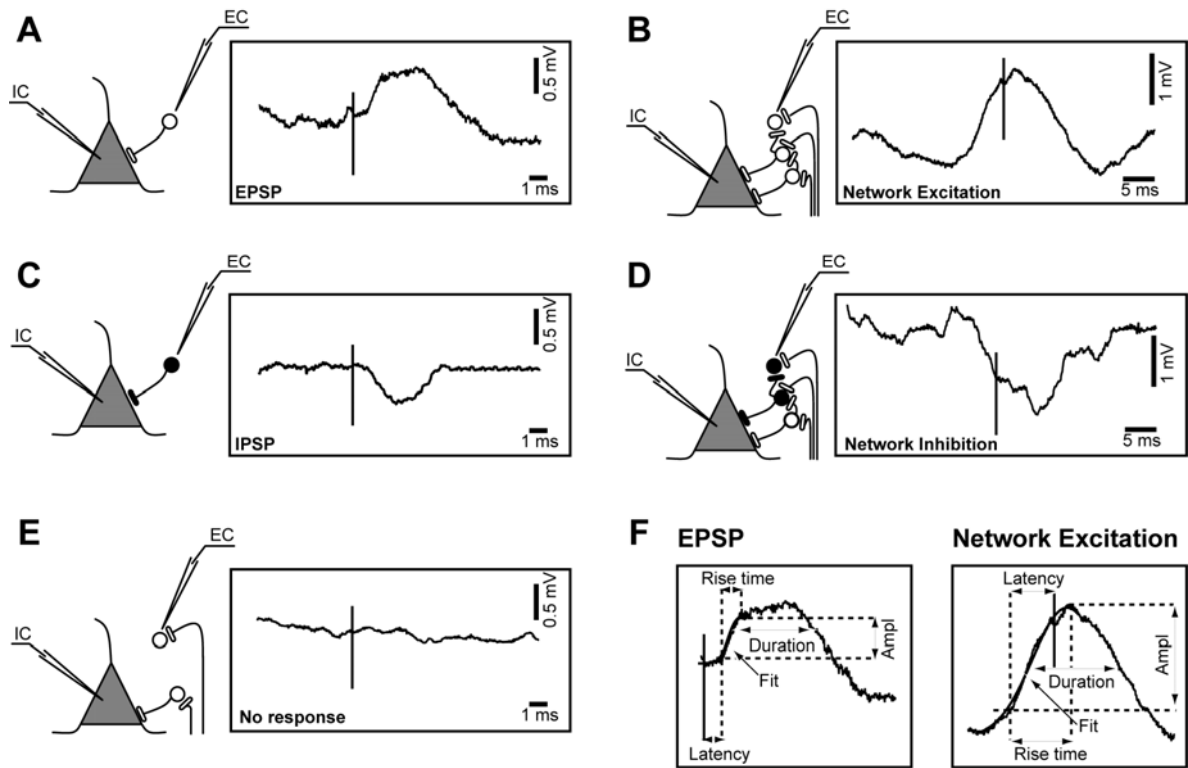 A
EC
IC
0.5 mV
EPSP
1 ms
B
EC
IC
1 mV
Network Excitation
5 ms
C
EC
IC
0.5 mV
IPSP
1 ms
D
EC
IC
1 mV
Network Inhibition
5 ms
E
EC
IC
0.5 mV
No response
1 ms
F
EPSP
Rise time
Duration
Ampl
Fit
Latency
Network Excitation
Latency
Ampl
Duration
Fit
Rise time